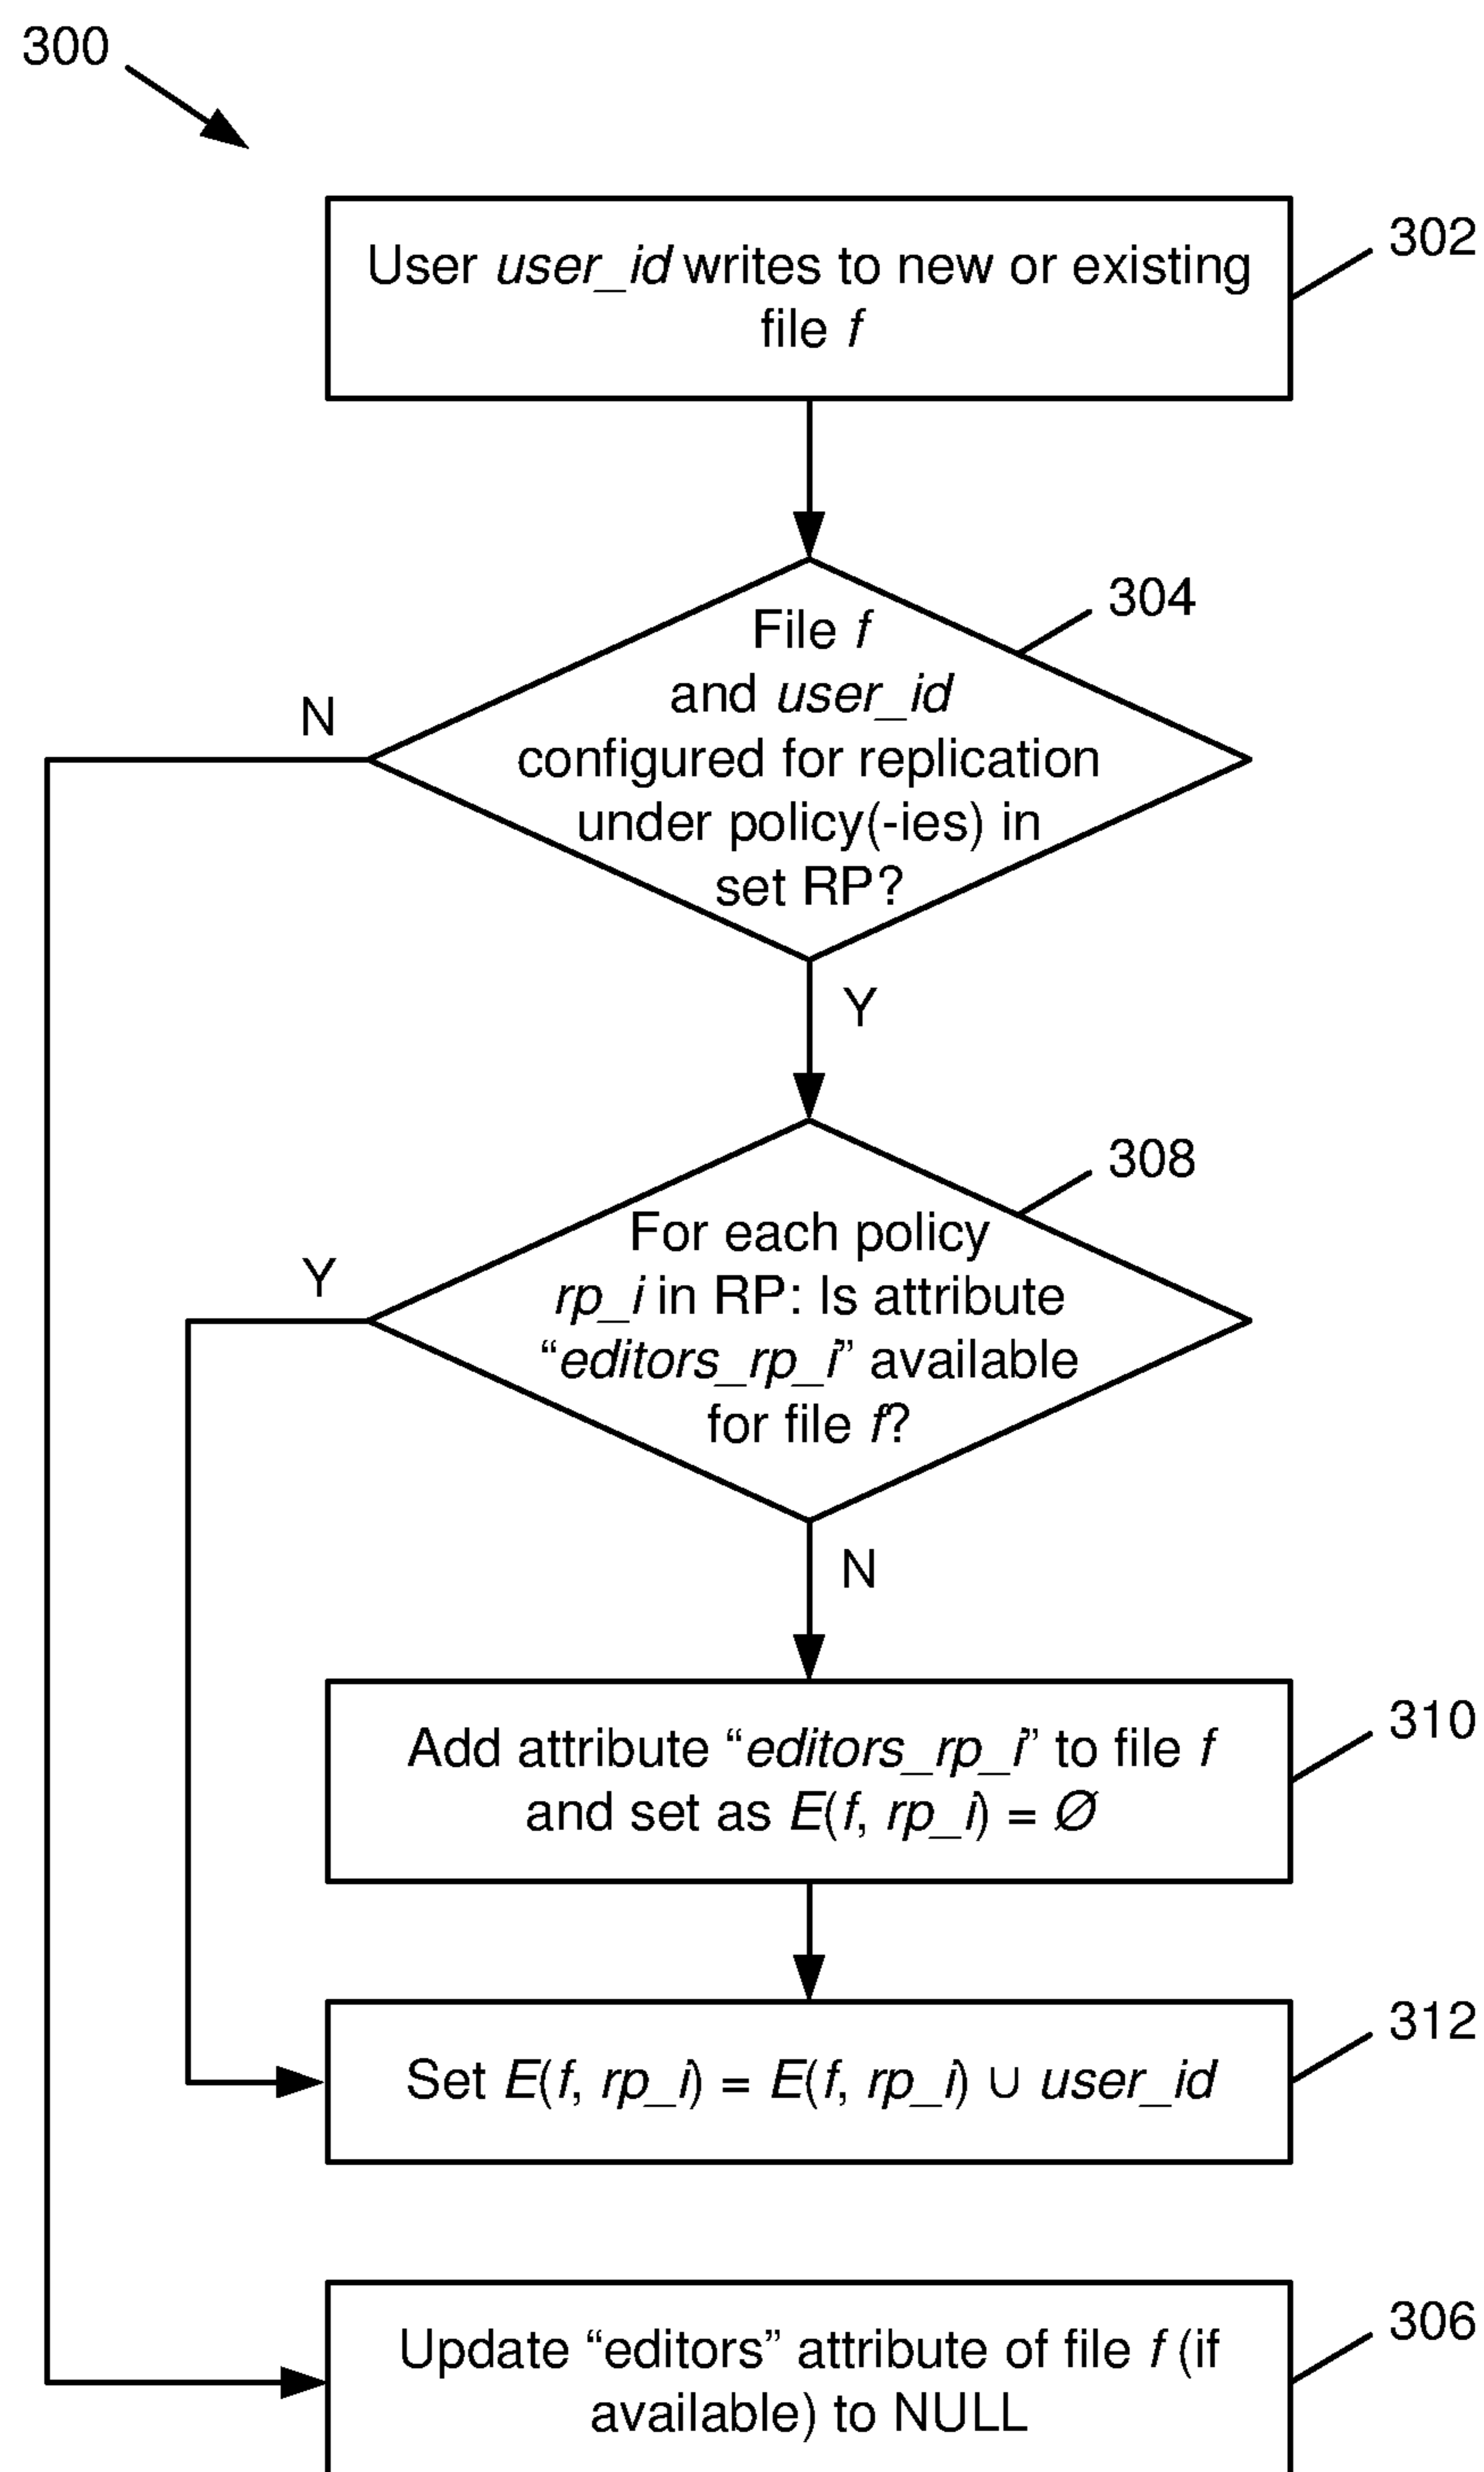 300
User user_id writes to new or existing
file f
302
File f
and user_id
configured for replication
under policy(-ies) in
set RP?
304
N
Y
For each policy
rp_i in RP: Is attribute
“editors_rp_i” available
for file f?
308
Y
N
Add attribute “editors_rp_i” to file f
and set as E(f, rp_i) = Ø
310
Set E(f, rp_i) = E(f, rp_i) ∪ user_id
312
Update “editors” attribute of file f (if
available) to NULL
306